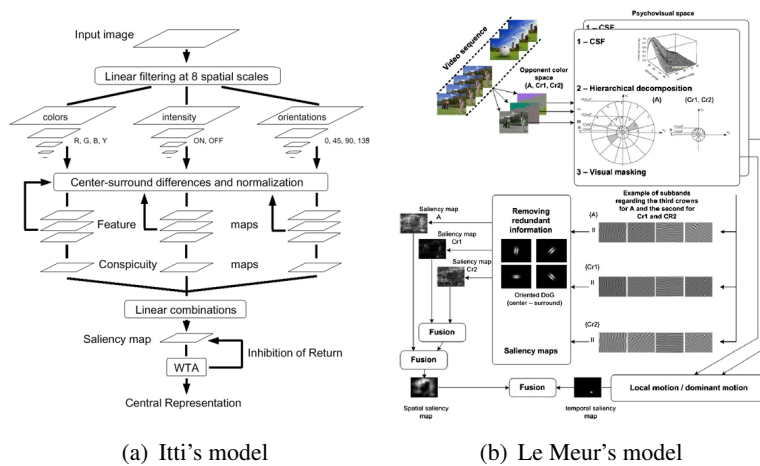 Input image
Linear filtering at 8 spatial scales
colors
intensity
orientations
R, G, B, Y
ON, OFF
0, 45, 90, 135
Center-surround differences and normalization
Feature maps
Conspicuity maps
Linear combinations
Saliency map
Inhibition of Return
WTA
Central Representation
(a) Itti's model
Psychovisual space
1 – CSF
1 – CSF
Video sequence
Opponent color
space
{A, Cr1, Cr2}
2 – Hierarchical decomposition
{A}
{Cr1, Cr2}
3 – Visual masking
Example of subbands
regarding the third crowns
for A and the second for
Cr1 and CR2
Saliency map
A
Saliency map
Cr1
Saliency map
Cr2
Removing
redundant
information
Oriented DoG
(center – surround)
Saliency maps
{A}
{Cr1}
{Cr2}
Fusion
Fusion
Fusion
Spatial saliency
map
temporal saliency
map
Local motion / dominant motion
(b) Le Meur's model